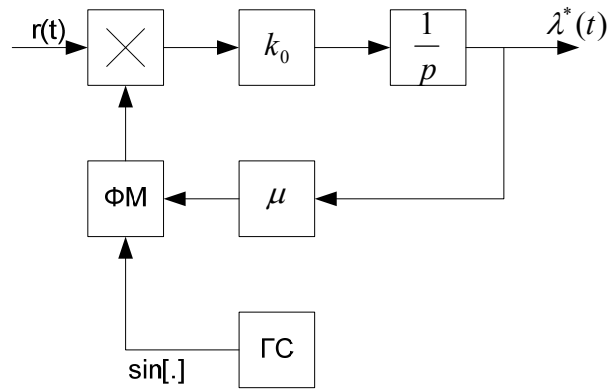 r(t)
×
k₀
1/p
λ*(t)
ФМ
μ
ГС
sin[.]